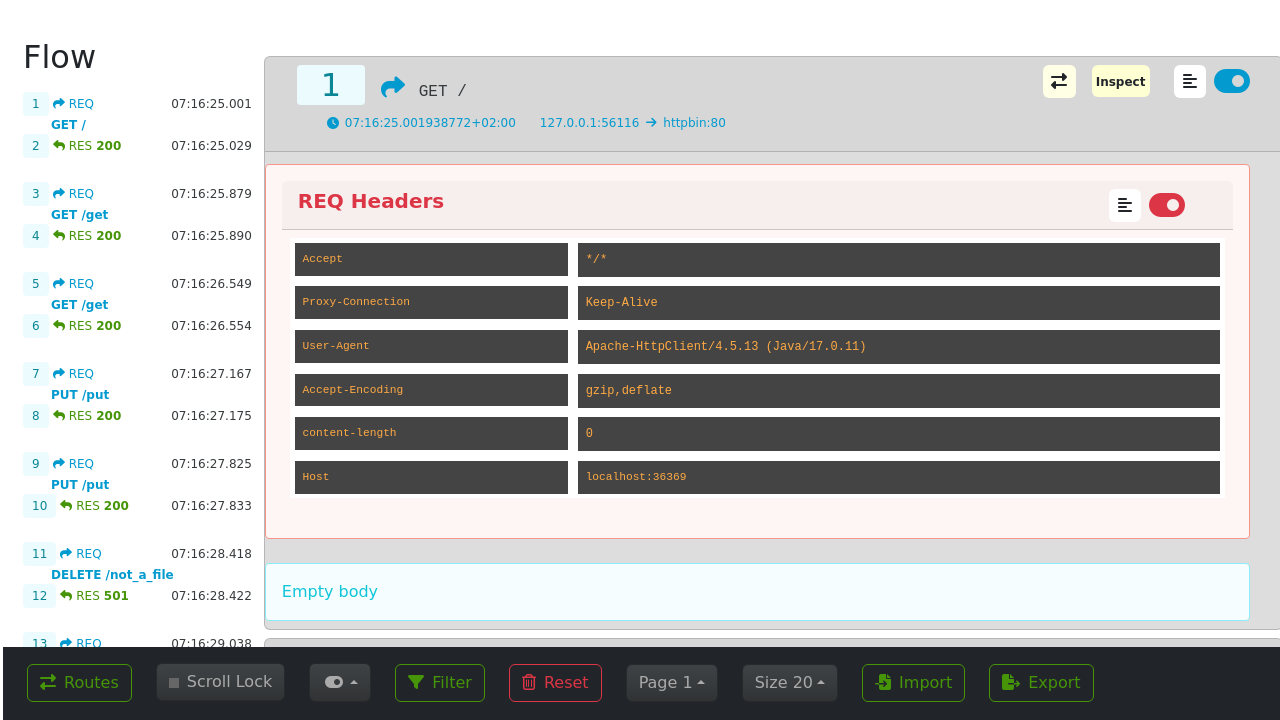 Flow
1 REQ 07:16:25.001
GET /
2 RES 200 07:16:25.029
3 REQ 07:16:25.879
GET /get
4 RES 200 07:16:25.890
5 REQ 07:16:26.549
GET /get
6 RES 200 07:16:26.554
7 REQ 07:16:27.167
PUT /put
8 RES 200 07:16:27.175
9 REQ 07:16:27.825
PUT /put
10 RES 200 07:16:27.833
11 REQ 07:16:28.418
DELETE /not_a_file
12 RES 501 07:16:28.422
13 REQ 07:16:29.038
1 GET / Inspect
07:16:25.001938772+02:00 127.0.0.1:56116 → httpbin:80
REQ Headers
Accept */*
Proxy-Connection Keep-Alive
User-Agent Apache-HttpClient/4.5.13 (Java/17.0.11)
Accept-Encoding gzip,deflate
content-length 0
Host localhost:36369
Empty body
Routes Scroll Lock Filter Reset Page 1 Size 20 Import Export